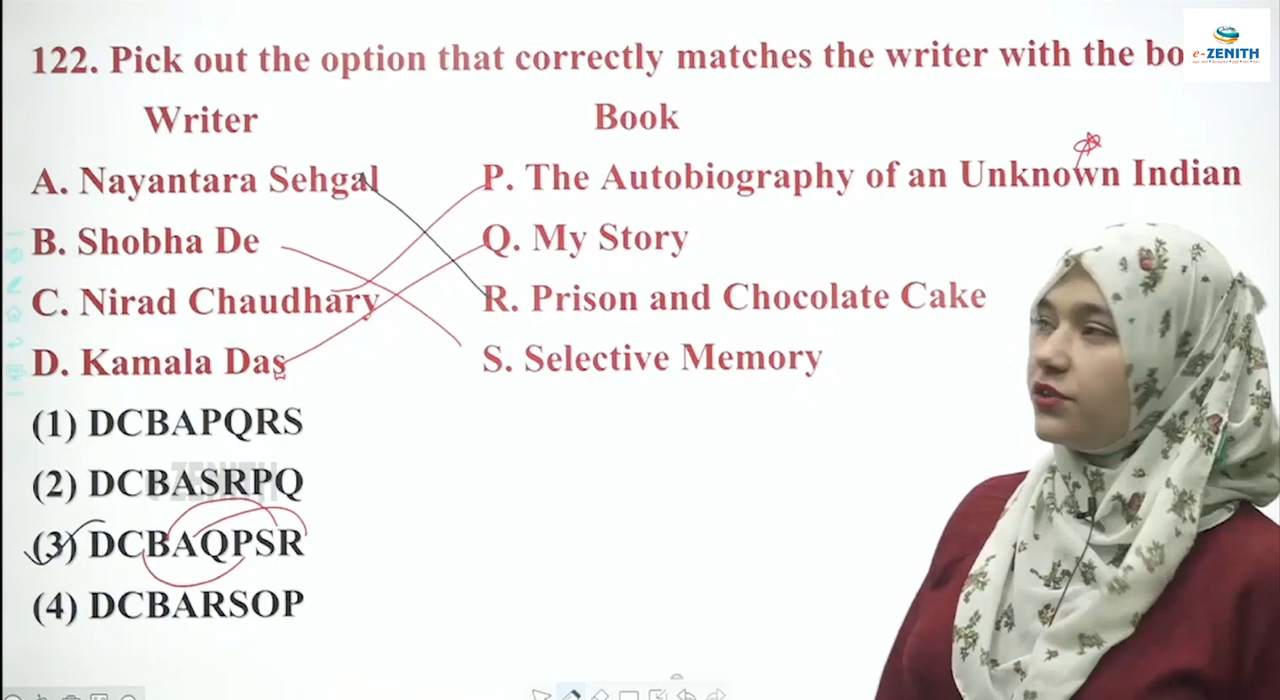 e-ZENITH
122. Pick out the option that correctly matches the writer with the bo
Writer Book
A. Nayantara Sehgal P. The Autobiography of an Unknown Indian
B. Shobha De Q. My Story
C. Nirad Chaudhary R. Prison and Chocolate Cake
D. Kamala Das S. Selective Memory
(1) DCBAPQRS
(2) DCBASRPQ
ZENITH
(3) DCBAQPSR
(4) DCBARSOP